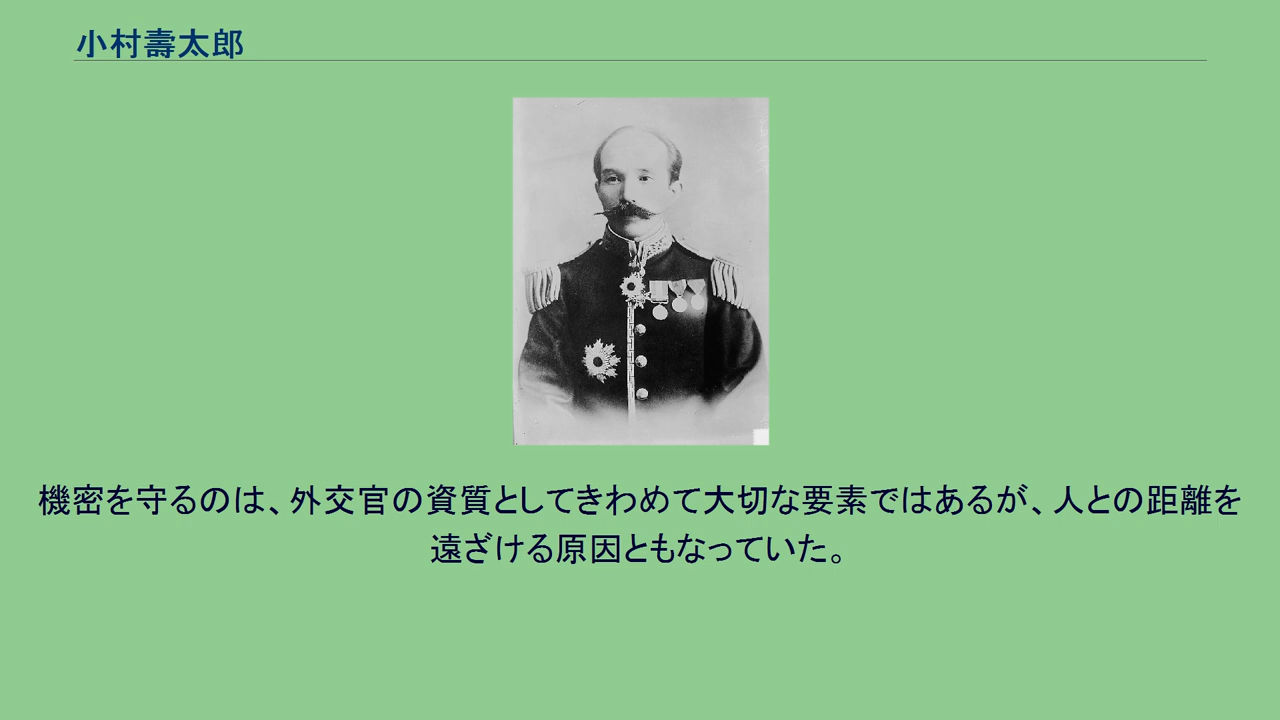 小村壽太郎
機密を守るのは、外交官の資質としてきわめて大切な要素ではあるが、人との距離を
遠ざける原因ともなっていた。